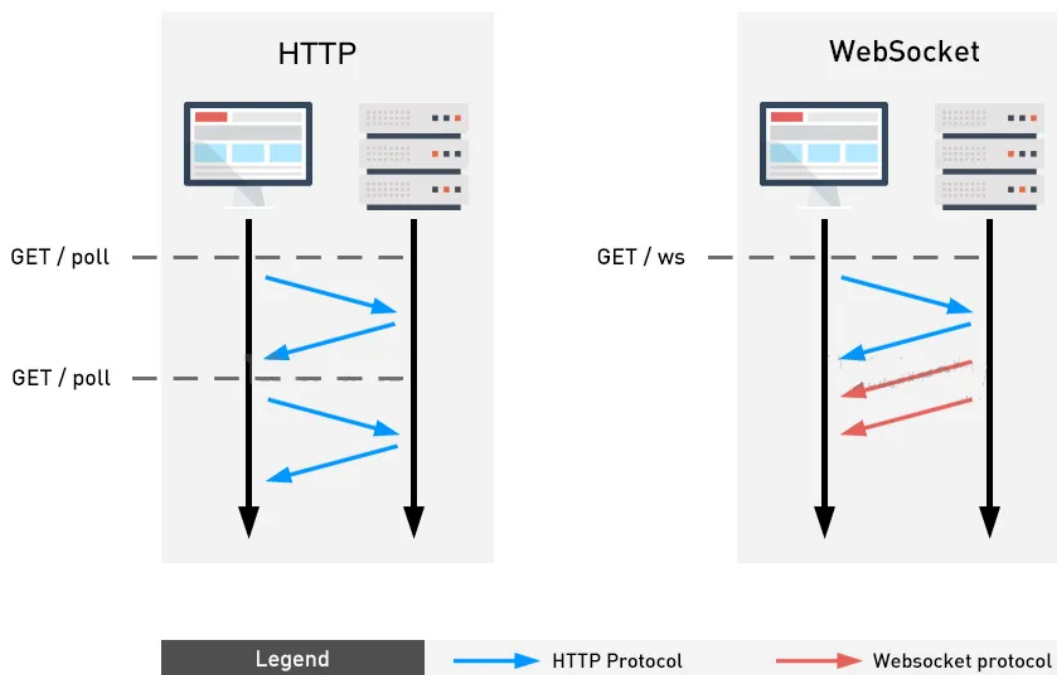 HTTP
WebSocket
GET / poll
GET / ws
GET / poll
Legend
HTTP Protocol
Websocket protocol